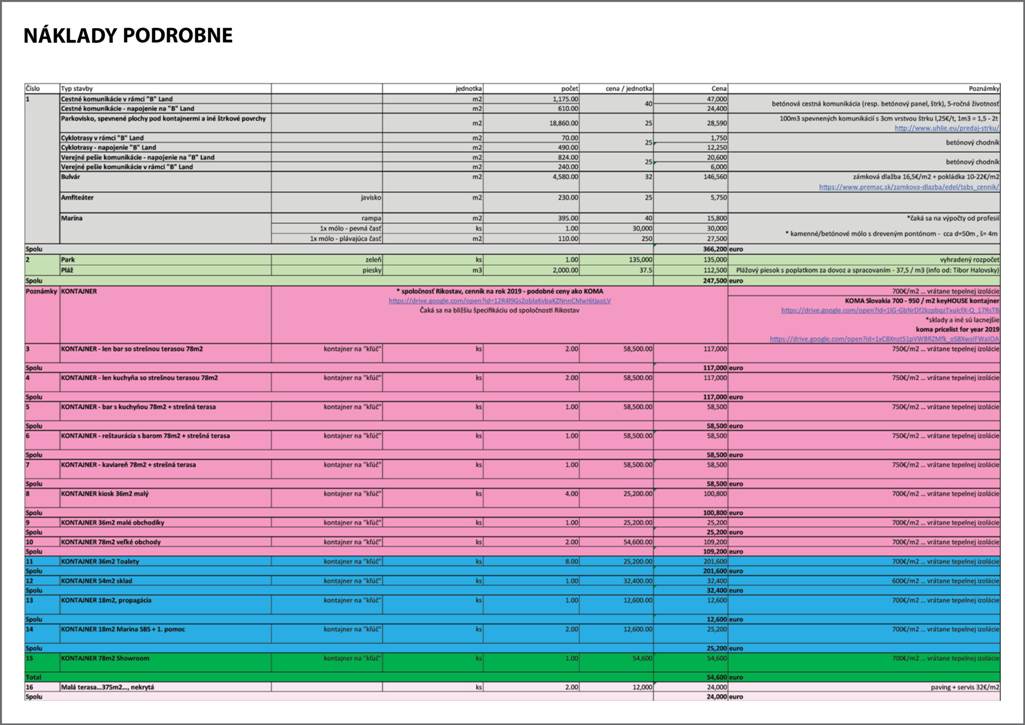 NÁKLADY PODROBNE
Číslo Typ stavby jednotka počet cena / jednotka Cena Poznámky
1 Cestné komunikácie v rámci "B" Land m2 1,175.00 40 47,000 betónová cestná komunikácia (resp. betónový panel, štrk), 5-ročná životnosť
Cestné komunikácie - napojenie na "B" Land m2 610.00 24,400
Parkovisko, spevnené plochy pod kontajnermi a iné štrkové povrchy m2 18,860.00 25 28,590 100m3 spevnených komunikácií s 3cm vrstvou štrku
http://www.uhlie.eu/predaj-strku/
Cyklotrasy v rámci "B" Land m2 70.00 25 1,750 betónový chodník
Cyklotrasy - napojenie "B" Land m2 490.00 12,250
Verejné pešie komunikácie - napojenie na "B" Land m2 824.00 25 20,600 betónový chodník
Verejné pešie komunikácie v rámci "B" Land m2 240.00 6,000
Bulvár m2 4,580.00 32 146,560 zámková dlažba 16,5€/m2 + pokládka 10-22€/m2
https://www.premac.sk/zamkova-dlazba/edel/tabs_cennik/
Amfiteáter javisko m2 230.00 25 5,750
Marina rampa m2 395.00 40 15,800 *čaká sa na výpočty od profesií
1x mólo - pevná časť ks 1.00 30,000 30,000 * kamenné/betónové mólo s dreveným pontónom - cca d=50m , š= 4m
1x mólo - plávajúca časť m2 110.00 250 27,500
Spolu 366,200 euro
2 Park zeleň ks 1.00 135,000 135,000 vyhradený rozpočet
Pláž piesky m3 2,000.00 37.5 112,500 Plážový piesok s poplatkom za dovoz a spracovaním - 37,5 / m3 (info od: Tibor Halovsky)
Spolu 247,500 euro
Poznámky KONTAJNER * spoločnosť Rikostav, cenník na rok 2019 - podobné ceny ako KOMA 700€/m2 ... vrátane tepelnej izolácie
KOMA Slovakia 700 - 950 / m2 keyHOUSE kontajner
Čaká sa na bližšiu špecifikáciu od spoločnosti Rikostav
*sklady a iné sú lacnejšie
koma pricelist for year 2019
3 KONTAJNER - len bar so strešnou terasou 78m2 kontajner na "kľúč" ks 2.00 58,500.00 117,000 750€/m2 ... vrátane tepelnej izolácie
Spolu 117,000 euro
4 KONTAJNER - len kuchyňa so strešnou terasou 78m2 kontajner na "kľúč" ks 2.00 58,500.00 117,000 750€/m2 ... vrátane tepelnej izolácie
Spolu 117,000 euro
5 KONTAJNER - bar s kuchyňou 78m2 + strešná terasa kontajner na "kľúč" ks 1.00 58,500.00 58,500 750€/m2 ... vrátane tepelnej izolácie
Spolu 58,500 euro
6 KONTAJNER - reštaurácia s barom 78m2 + strešná terasa kontajner na "kľúč" ks 1.00 58,500.00 58,500 750€/m2 ... vrátane tepelnej izolácie
Spolu 58,500 euro
7 KONTAJNER - kaviareň 78m2 + strešná terasa kontajner na "kľúč" ks 1.00 58,500.00 58,500 750€/m2 ... vrátane tepelnej izolácie
Spolu 58,500 euro
8 KONTAJNER kiosk 36m2 malý kontajner na "kľúč" ks 4.00 25,200.00 100,800 700€/m2 ... vrátane tepelnej izolácie
Spolu 100,800 euro
9 KONTAJNER 36m2 malé obchodíky kontajner na "kľúč" ks 1.00 25,200.00 25,200 700€/m2 ... vrátane tepelnej izolácie
Spolu 25,200 euro
10 KONTAJNER 78m2 veľké obchody kontajner na "kľúč" ks 2.00 54,600.00 109,200 700€/m2 ... vrátane tepelnej izolácie
Spolu 109,200 euro
11 KONTAJNER 36m2 Toalety kontajner na "kľúč" ks 8.00 25,200.00 201,600 700€/m2 ... vrátane tepelnej izolácie
Spolu 201,600 euro
12 KONTAJNER 54m2 sklad kontajner na "kľúč" ks 1.00 32,400.00 32,400 600€/m2 ... vrátane tepelnej izolácie
Spolu 32,400 euro
13 KONTAJNER 18m2, propagácia kontajner na "kľúč" ks 1.00 12,600.00 12,600 700€/m2 ... vrátane tepelnej izolácie
Spolu 12,600 euro
14 KONTAJNER 18m2 Marina SBS + 1. pomoc kontajner na "kľúč" ks 2.00 12,600.00 25,200 700€/m2 ... vrátane tepelnej izolácie
Spolu 25,200 euro
15 KONTAJNER 78m2 Showroom kontajner na "kľúč" ks 1.00 54,600 54,600 700€/m2 ... vrátane tepelnej izolácie
Total 54,600 euro
16 Malá terasa...375m2..., nekrytá ks 2.00 12,000 24,000 paving + servis 32€/m2
Spolu 24,000 euro